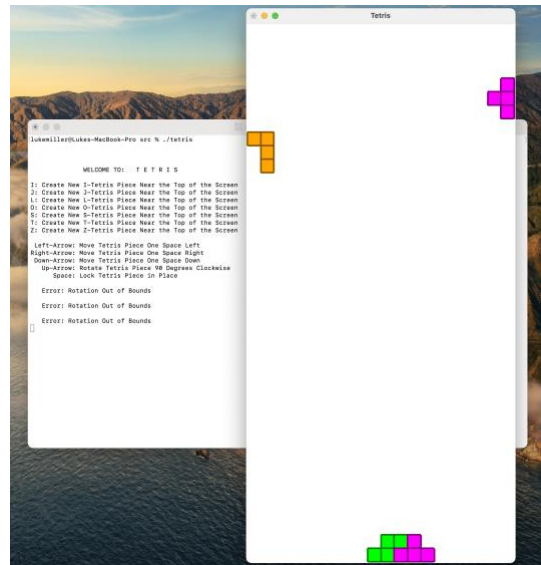 Tetris
lukemiller@Lukes-MacBook-Pro src % ./tetris
WELCOME TO: T E T R I S
I: Create New I-Tetris Piece Near the Top of the Screen
J: Create New J-Tetris Piece Near the Top of the Screen
L: Create New L-Tetris Piece Near the Top of the Screen
O: Create New O-Tetris Piece Near the Top of the Screen
S: Create New S-Tetris Piece Near the Top of the Screen
T: Create New T-Tetris Piece Near the Top of the Screen
Z: Create New Z-Tetris Piece Near the Top of the Screen
Left-Arrow: Move Tetris Piece One Space Left
Right-Arrow: Move Tetris Piece One Space Right
Down-Arrow: Move Tetris Piece One Space Down
Up-Arrow: Rotate Tetris Piece 90 Degrees Clockwise
Space: Lock Tetris Piece in Place
Error: Rotation Out of Bounds
Error: Rotation Out of Bounds
Error: Rotation Out of Bounds